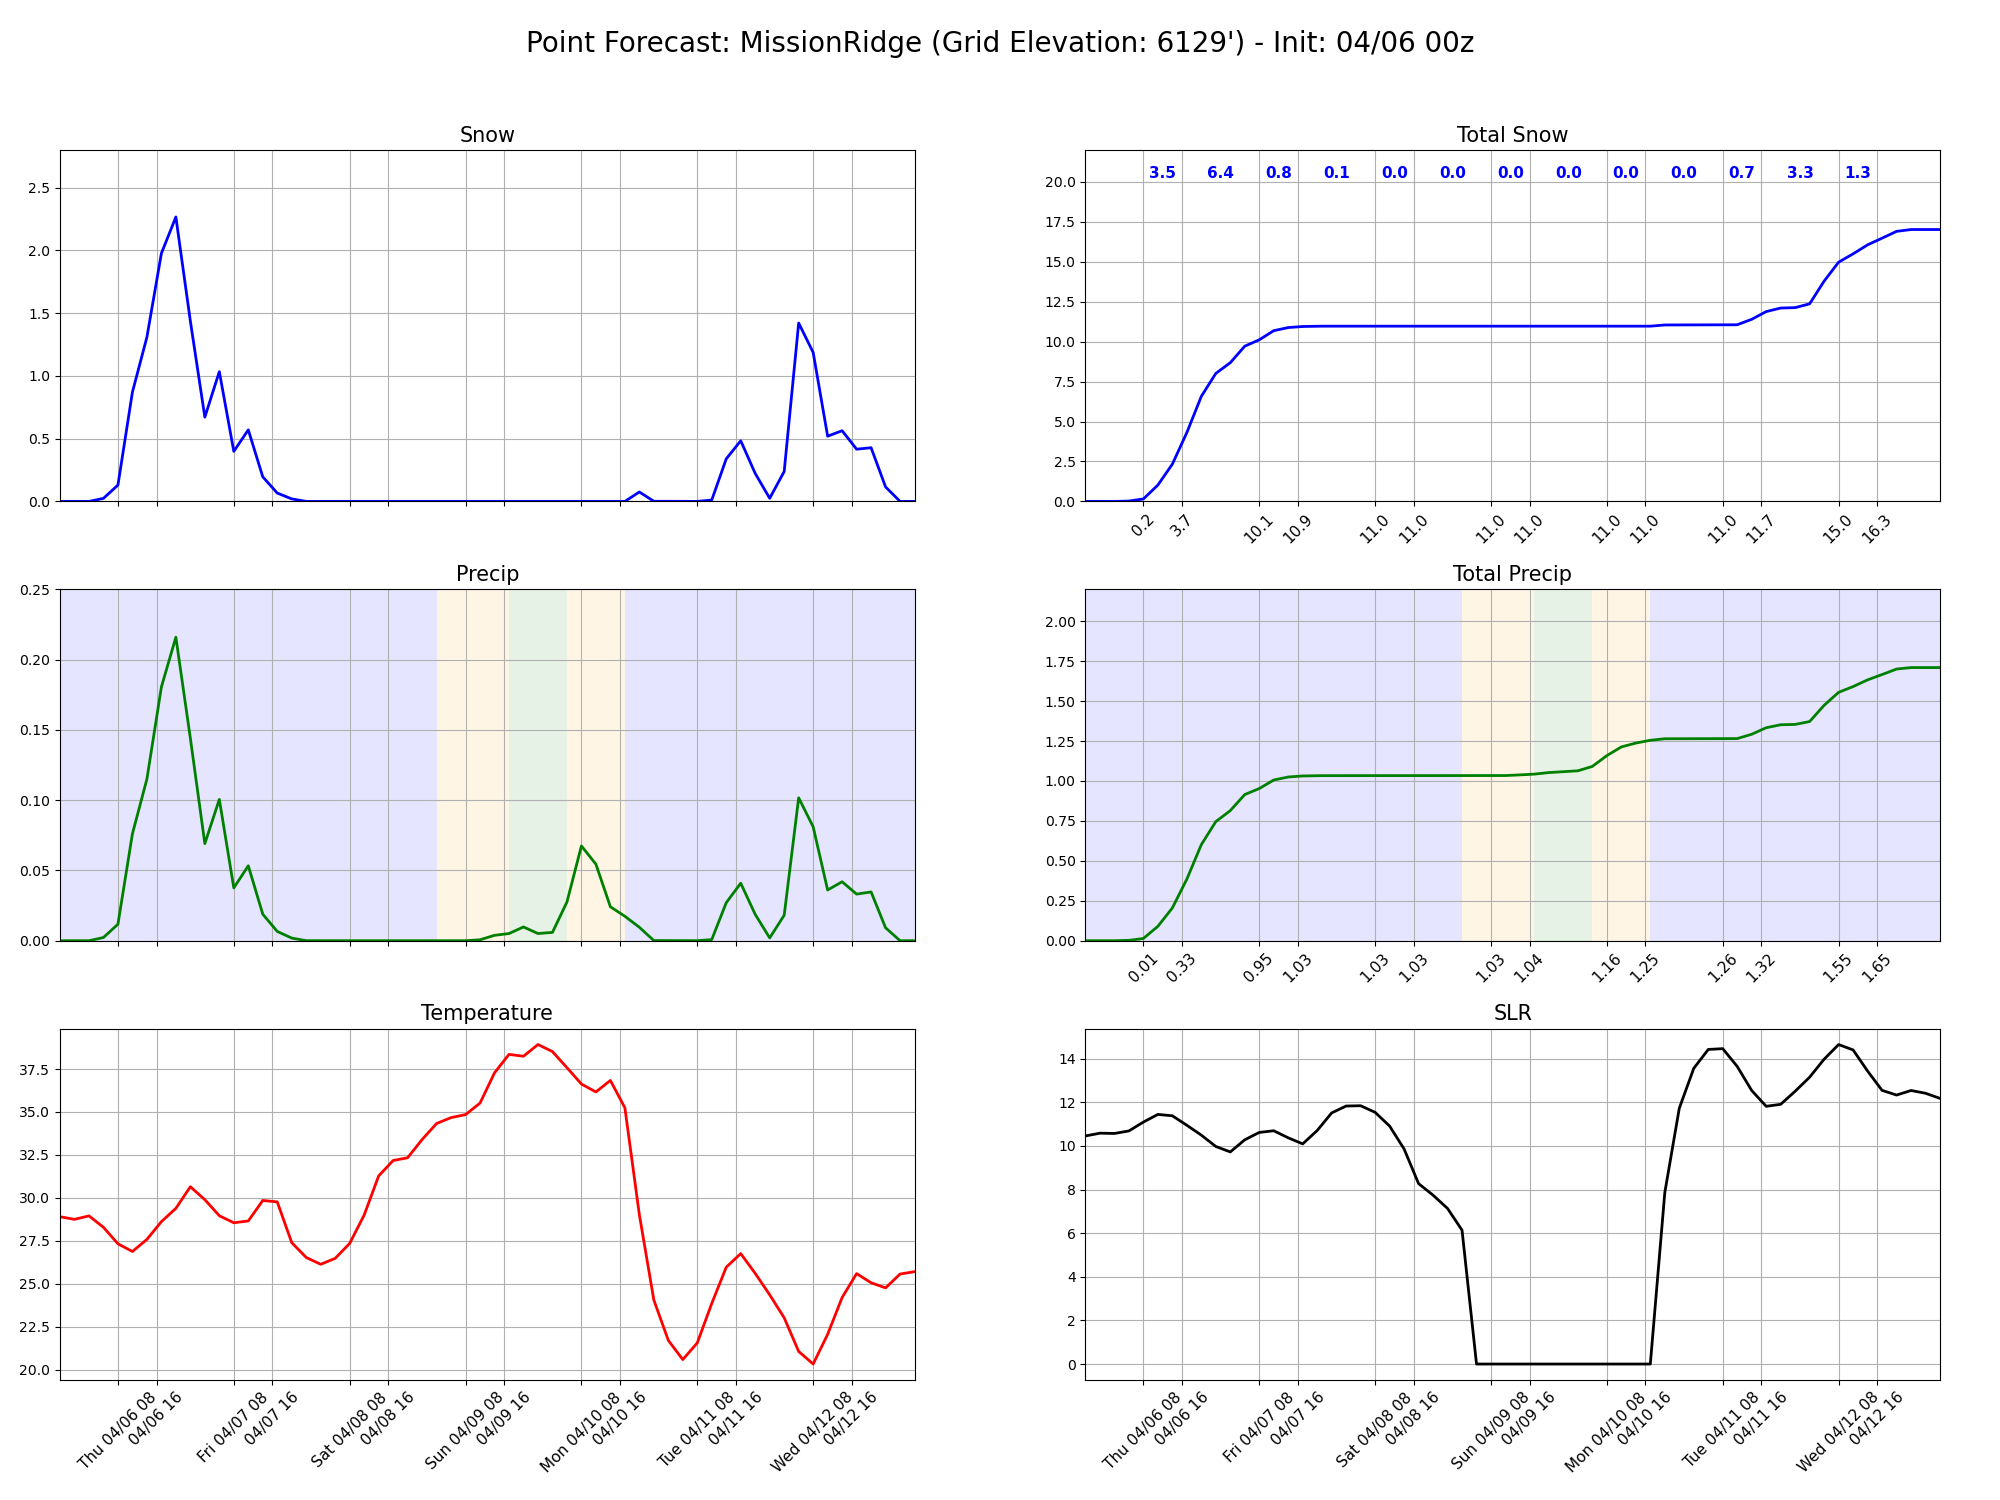 Point Forecast: MissionRidge (Grid Elevation: 6129') - Init: 04/06 00z
Snow
2.5
2.0
1.5
1.0
0.5
0.0
Total Snow
3.5 6.4 0.8 0.1 0.0 0.0 0.0 0.0 0.0 0.0 0.7 3.3 1.3
20.0
17.5
15.0
12.5
10.0
7.5
5.0
2.5
0.0
0.2 3.7 10.1 10.9 11.0 11.0 11.0 11.0 11.0 11.0 11.0 11.7 15.0 16.3
Precip
0.25
0.20
0.15
0.10
0.05
0.00
Total Precip
2.00
1.75
1.50
1.25
1.00
0.75
0.50
0.25
0.00
0.01 0.33 0.95 1.03 1.03 1.03 1.03 1.04 1.16 1.25 1.26 1.32 1.55 1.65
Temperature
37.5
35.0
32.5
30.0
27.5
25.0
22.5
20.0
Thu 04/06 08
04/06 16
Fri 04/07 08
04/07 16
Sat 04/08 08
04/08 16
Sun 04/09 08
04/09 16
Mon 04/10 08
04/10 16
Tue 04/11 08
04/11 16
Wed 04/12 08
04/12 16
SLR
14
12
10
8
6
4
2
0
Thu 04/06 08
04/06 16
Fri 04/07 08
04/07 16
Sat 04/08 08
04/08 16
Sun 04/09 08
04/09 16
Mon 04/10 08
04/10 16
Tue 04/11 08
04/11 16
Wed 04/12 08
04/12 16